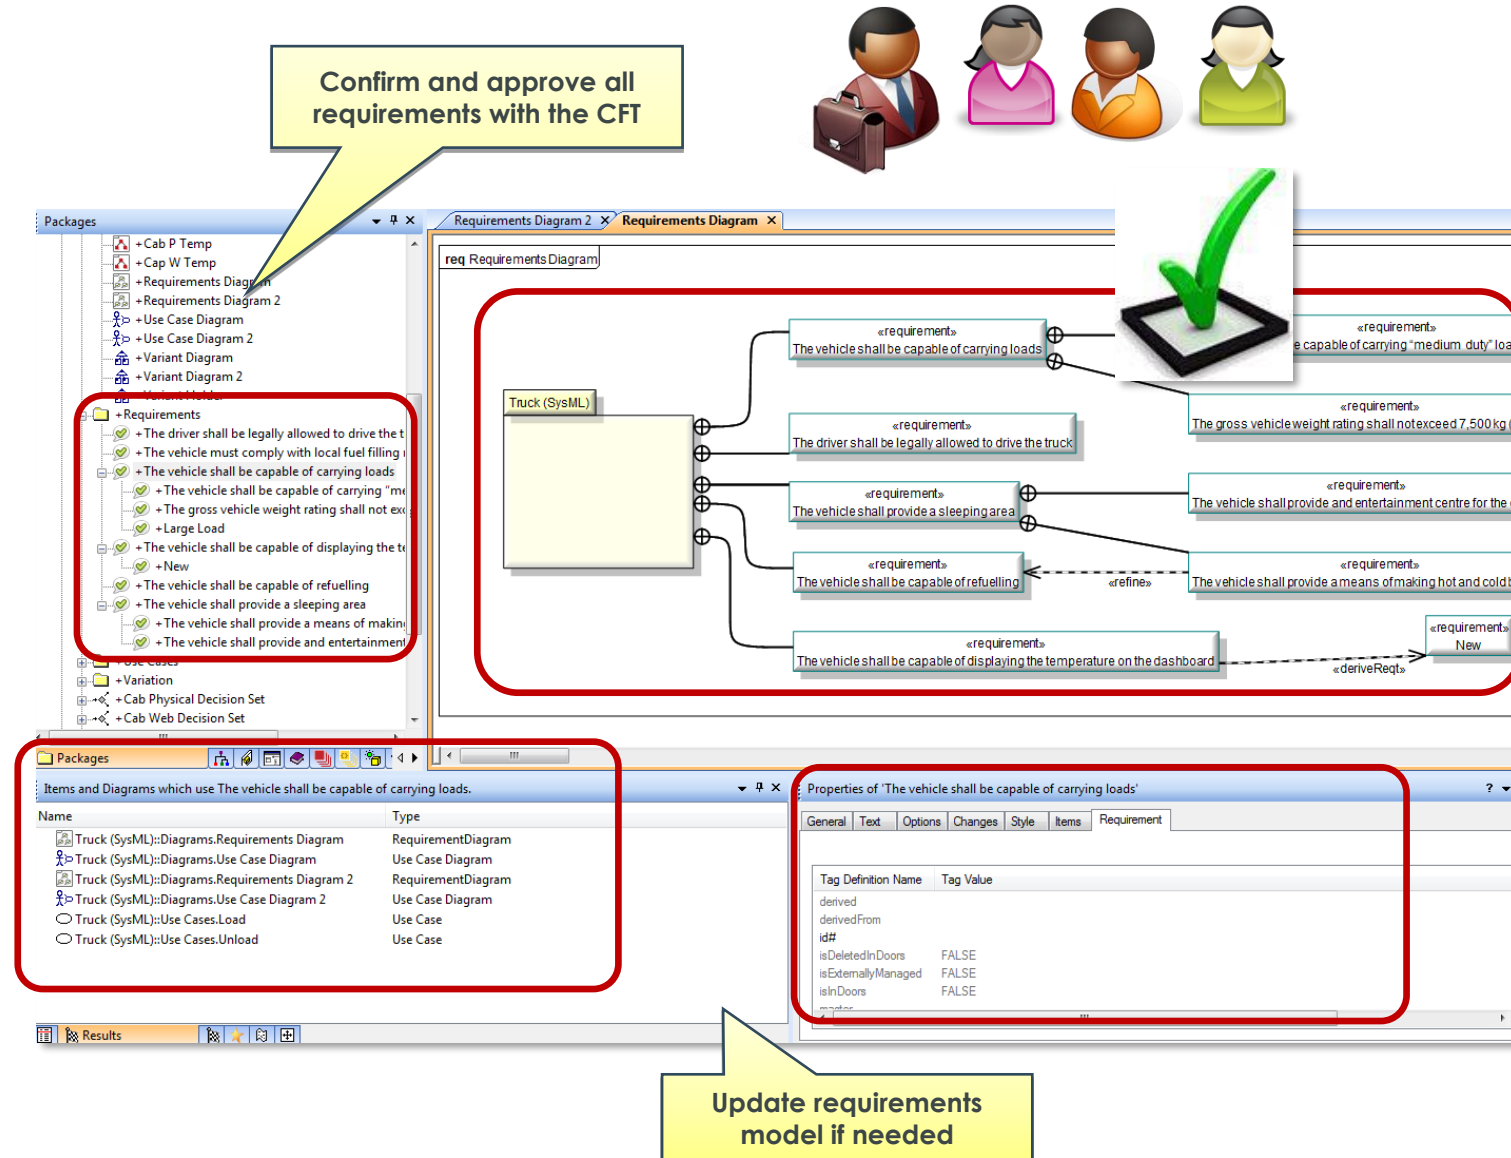 Confirm and approve all
requirements with the CFT
Packages
+Cab P Temp
+Cap W Temp
+Requirements Diagram
+Requirements Diagram 2
+Use Case Diagram
+Use Case Diagram 2
+Variant Diagram
+Variant Diagram 2
+Requirements
+The driver shall be legally allowed to drive the t
+The vehicle must comply with local fuel filling
+The vehicle shall be capable of carrying loads
+The vehicle shall be capable of carrying "me
+The gross vehicle weight rating shall not exc
+Large Load
+The vehicle shall be capable of displaying the te
+New
+The vehicle shall be capable of refuelling
+The vehicle shall provide a sleeping area
+The vehicle shall provide a means of making
+The vehicle shall provide and entertainment
+Use Cases
+Variation
+Cab Physical Decision Set
+Cab Web Decision Set
Packages
Requirements Diagram 2
Requirements Diagram
req Requirements Diagram
Truck (SysML)
«requirement»
The vehicle shall be capable of carrying loads
«requirement»
e capable of carrying "medium duty" loa
«requirement»
The gross vehicle weight rating shall not exceed 7,500 kg (
«requirement»
The driver shall be legally allowed to drive the truck
«requirement»
The vehicle shall provide a sleeping area
«requirement»
The vehicle shall provide and entertainment centre for the
«requirement»
The vehicle shall be capable of refuelling
«refine»
«requirement»
The vehicle shall provide a means of making hot and cold b
«requirement»
The vehicle shall be capable of displaying the temperature on the dashboard
«deriveReqt»
«requirement»
New
Items and Diagrams which use The vehicle shall be capable of carrying loads.
Name Type
Truck (SysML)::Diagrams.Requirements Diagram RequirementDiagram
Truck (SysML)::Diagrams.Use Case Diagram Use Case Diagram
Truck (SysML)::Diagrams.Requirements Diagram 2 RequirementDiagram
Truck (SysML)::Diagrams.Use Case Diagram 2 Use Case Diagram
Truck (SysML)::Use Cases.Load Use Case
Truck (SysML)::Use Cases.Unload Use Case
Results
Properties of 'The vehicle shall be capable of carrying loads'
General Text Options Changes Style Items Requirement
Tag Definition Name Tag Value
derived
derivedFrom
id#
isDeletedInDoors FALSE
isExternallyManaged FALSE
isInDoors FALSE
Update requirements
model if needed